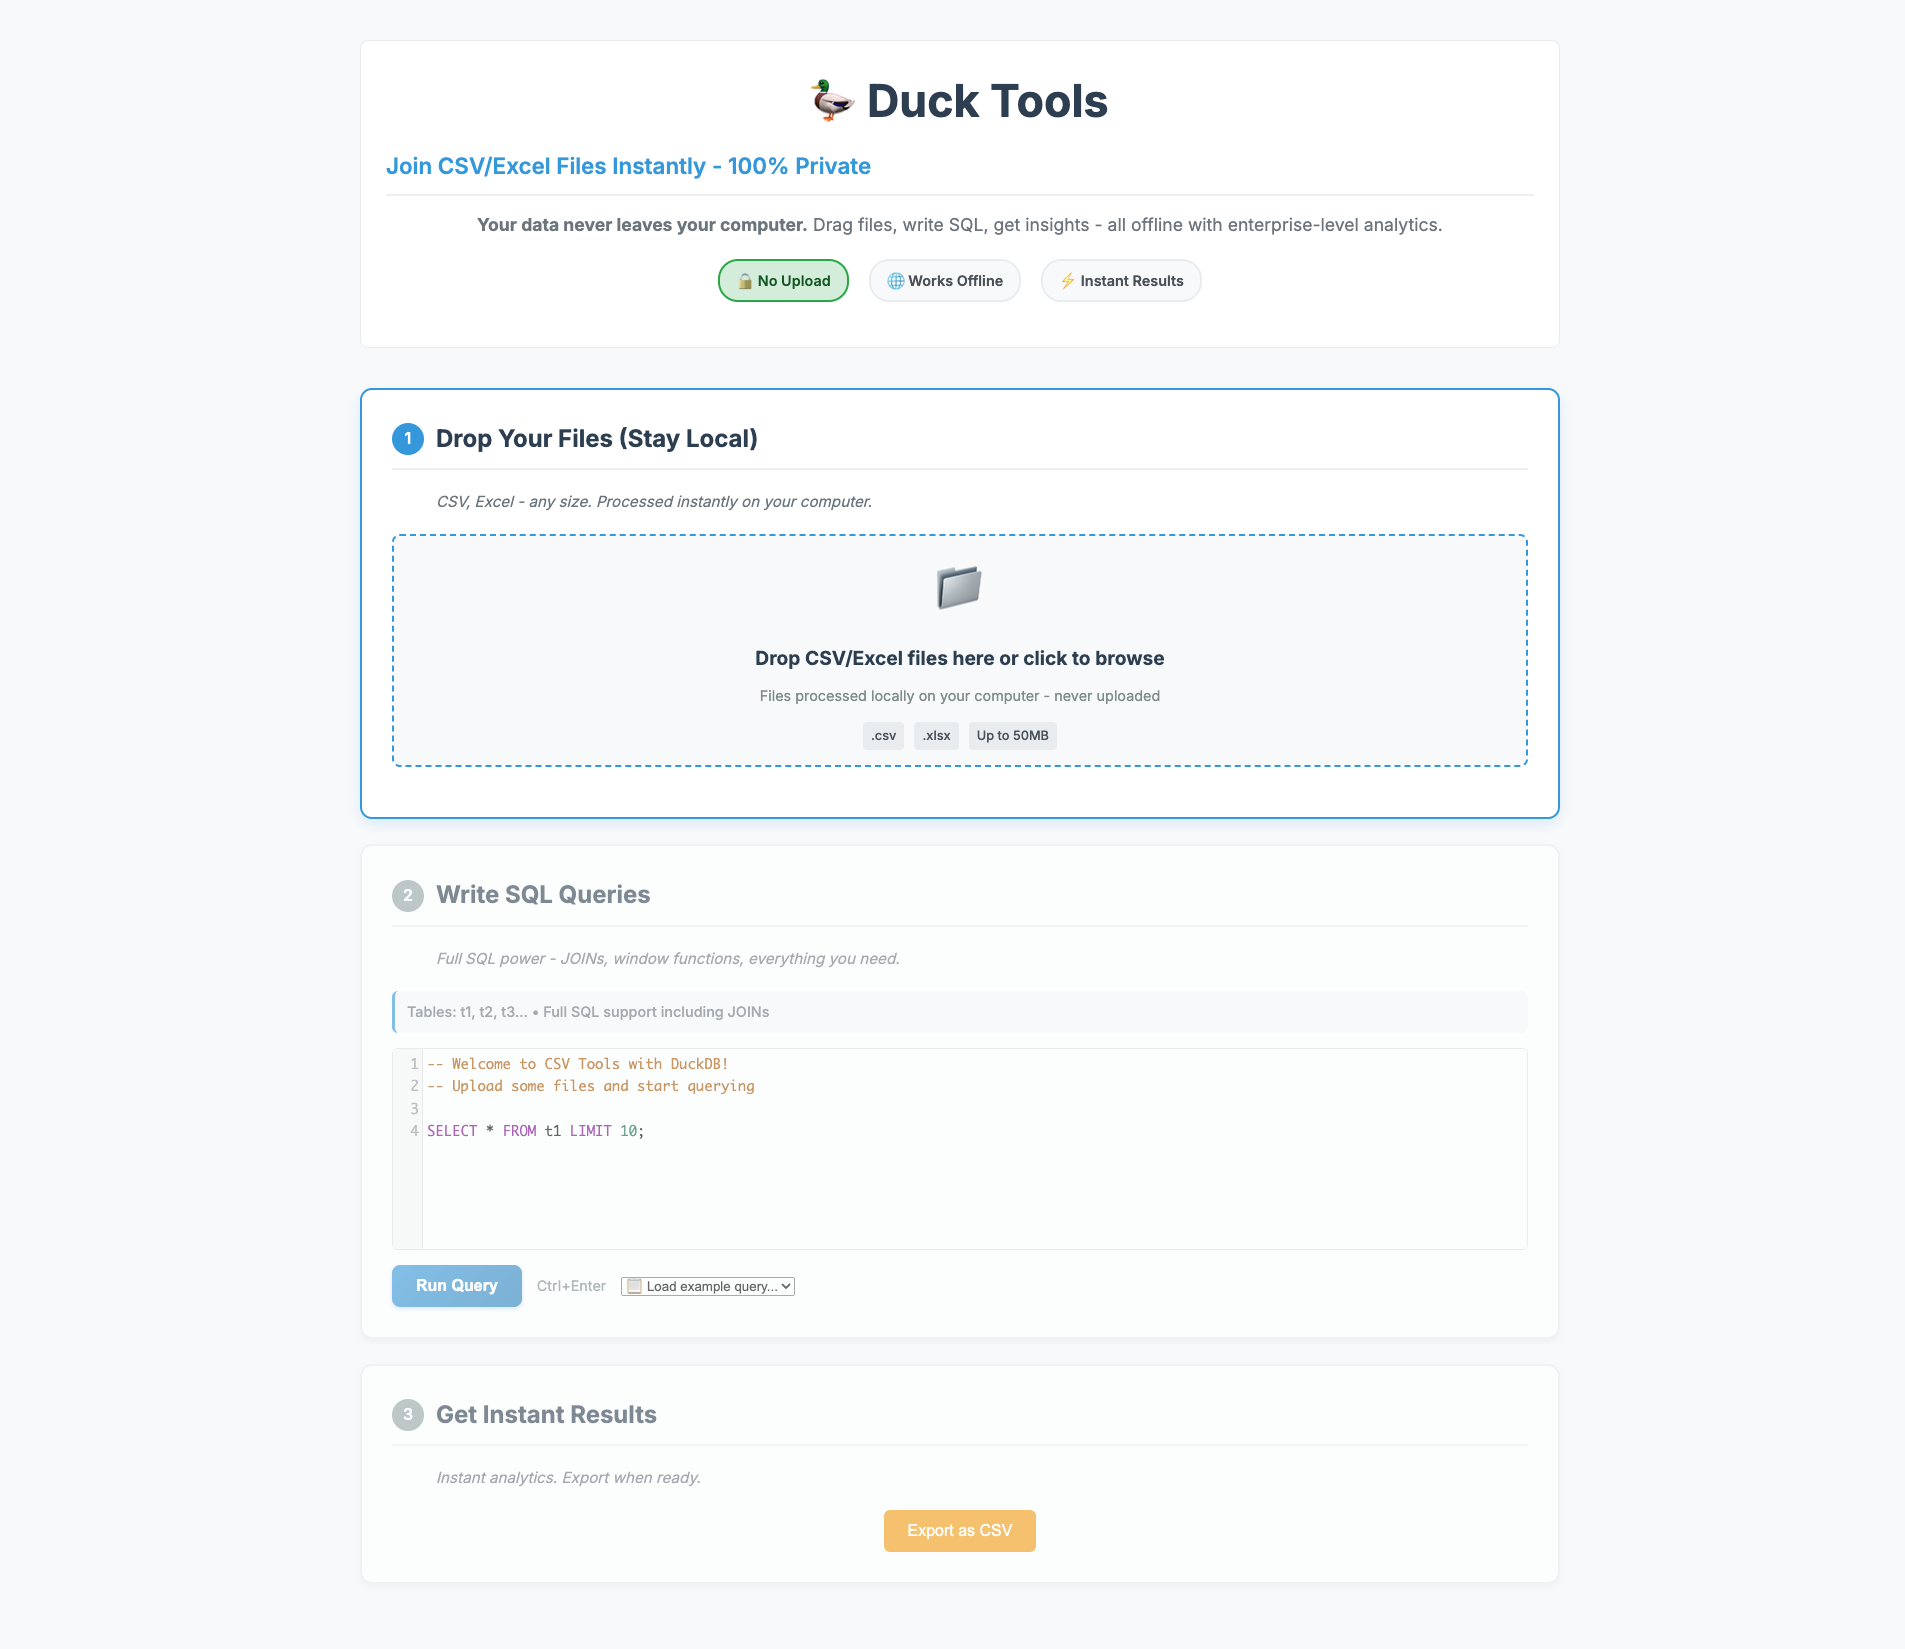 Duck Tools
Join CSV/Excel Files Instantly - 100% Private
Your data never leaves your computer. Drag files, write SQL, get insights - all offline with enterprise-level analytics.
No Upload
Works Offline
Instant Results
1 Drop Your Files (Stay Local)
CSV, Excel - any size. Processed instantly on your computer.
Drop CSV/Excel files here or click to browse
Files processed locally on your computer - never uploaded
.csv .xlsx Up to 50MB
2 Write SQL Queries
Full SQL power - JOINs, window functions, everything you need.
Tables: t1, t2, t3... • Full SQL support including JOINs
1 -- Welcome to CSV Tools with DuckDB!
2 -- Upload some files and start querying
3
4 SELECT * FROM t1 LIMIT 10;
Run Query Ctrl+Enter Load example query...
3 Get Instant Results
Instant analytics. Export when ready.
Export as CSV